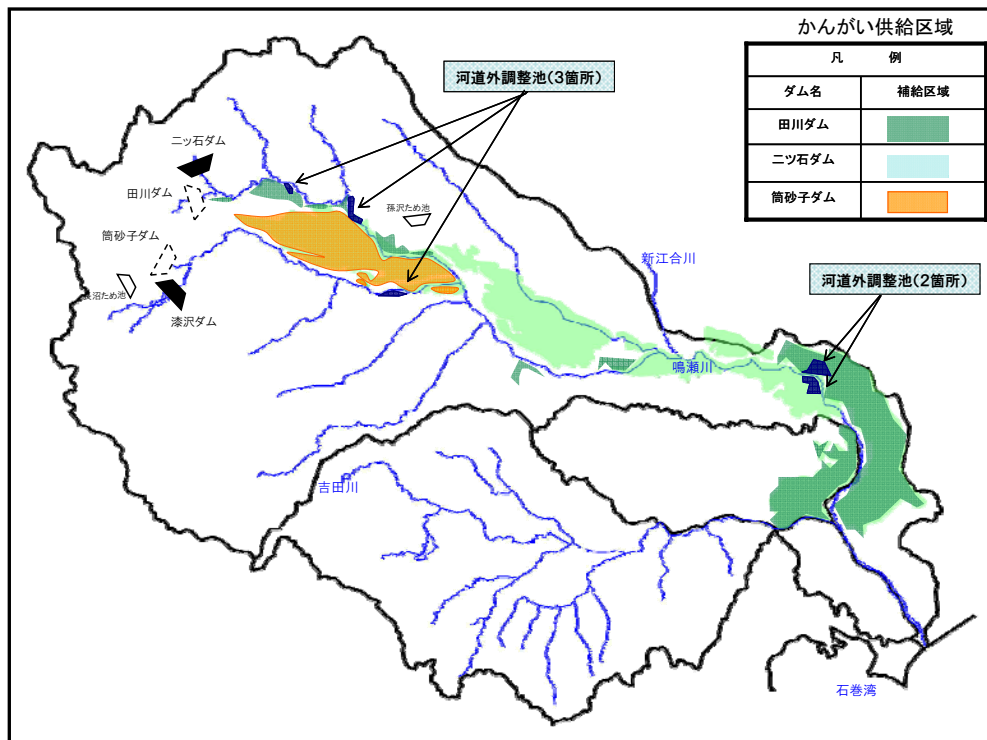 かんがい供給区域
凡 例
ダム名 補給区域
田川ダム
二ツ石ダム
筒砂子ダム
河道外調整池(3箇所)
二ッ石ダム
田川ダム
孫沢ため池
筒砂子ダム
新江合川
河道外調整池(2箇所)
長沼ため池
漆沢ダム
鳴瀬川
吉田川
石巻湾